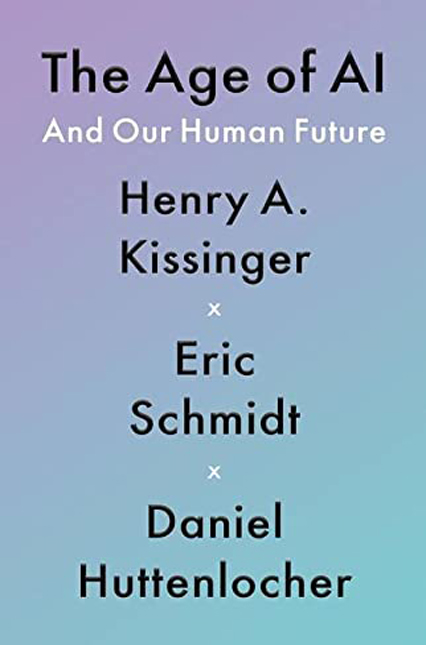 The Age of AI
And Our Human Future
Henry A.
Kissinger
x
Eric
Schmidt
x
Daniel
Huttenlocher